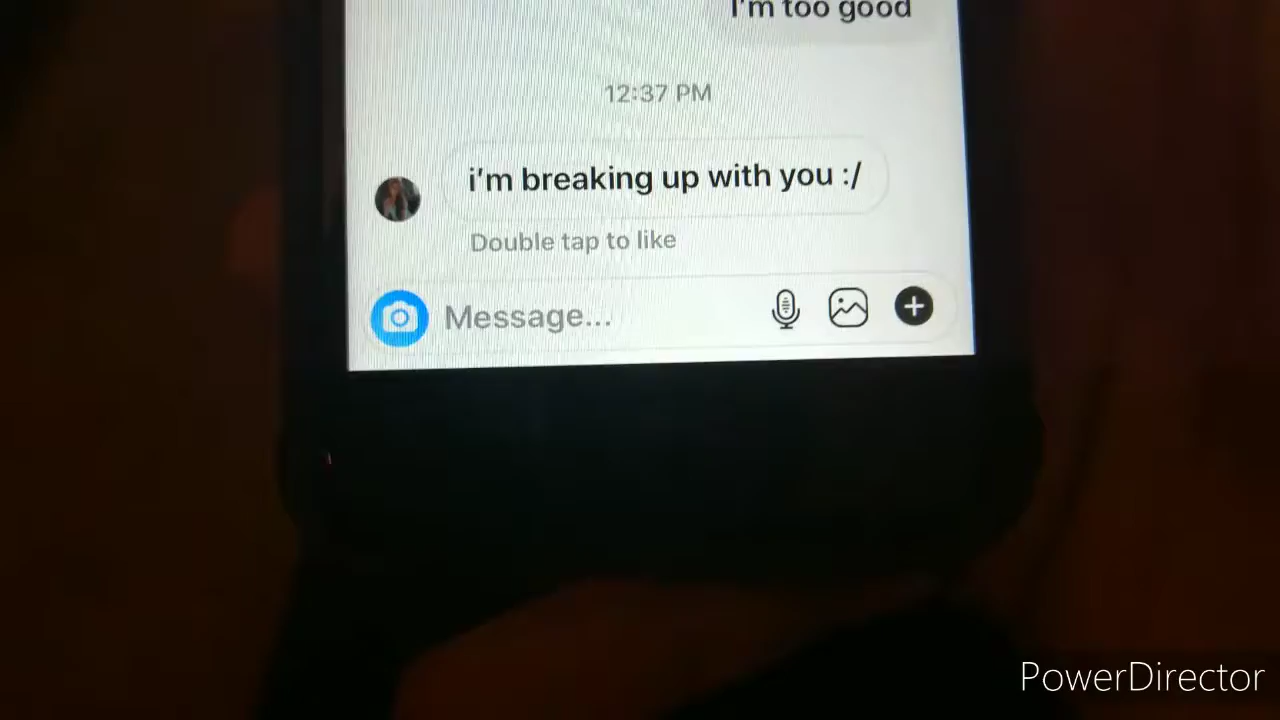 I'm too good
12:37 PM
i'm breaking up with you :/
Double tap to like
Message...
PowerDirector